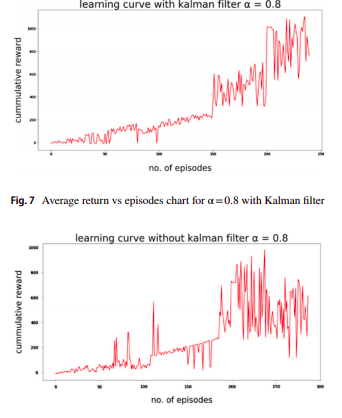 learning curve with kalman filter α = 0.8
cummulative reward
1000
800
600
400
200
0
0 50 100 150 200 250
no. of episodes
Fig. 7 Average return vs episodes chart for α=0.8 with Kalman filter
learning curve without kalman filter α = 0.8
cummulative reward
1000
800
600
400
200
0
0 50 100 150 200 250 300
no. of episodes